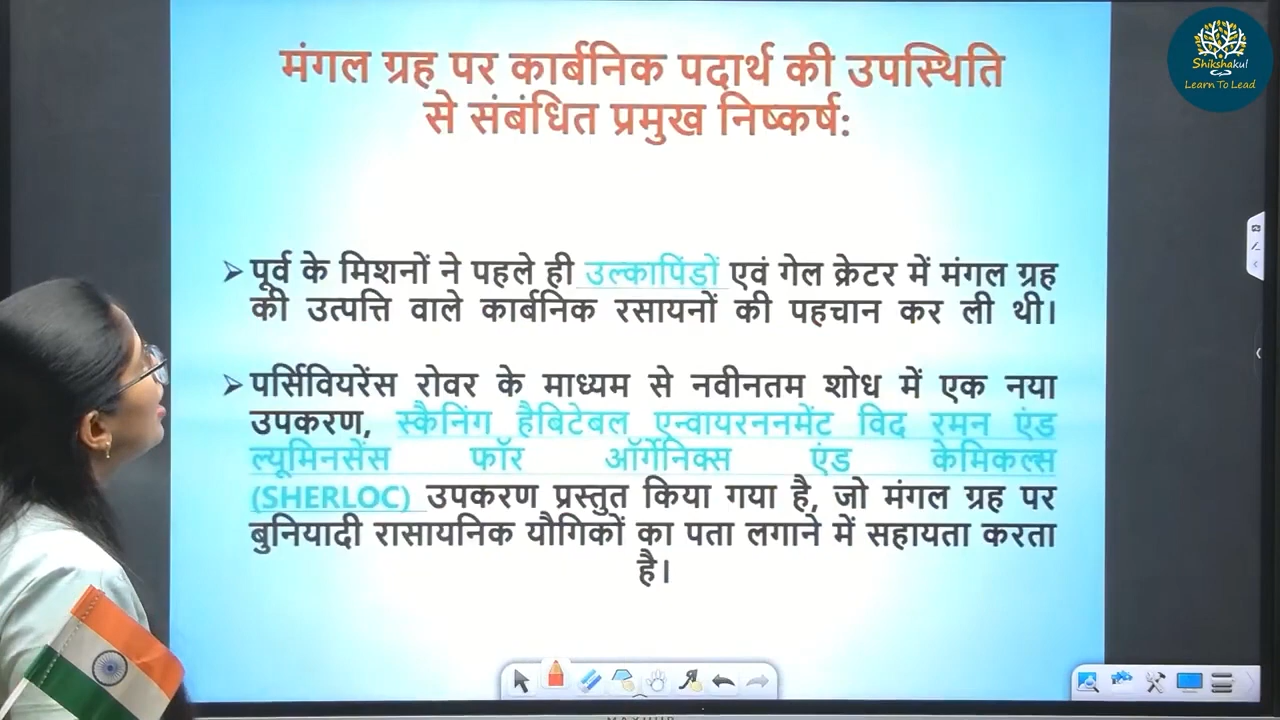 मंगल ग्रह पर कार्बनिक पदार्थ की उपस्थिति
से संबंधित प्रमुख निष्कर्ष:
Shikshakul
Learn To Lead
➢ पूर्व के मिशनों ने पहले ही उल्कापिंडों एवं गेल क्रेटर में मंगल ग्रह
की उत्पत्ति वाले कार्बनिक रसायनों की पहचान कर ली थी।
➢ पर्सिवियरेंस रोवर के माध्यम से नवीनतम शोध में एक नया
उपकरण, स्कैनिंग हैबिटेबल एन्वायरननमेंट विद रमन एंड
ल्यूमिनसेंस फॉर ऑर्गेनिक्स एंड केमिकल्स
(SHERLOC) उपकरण प्रस्तुत किया गया है, जो मंगल ग्रह पर
बुनियादी रासायनिक यौगिकों का पता लगाने में सहायता करता
है।